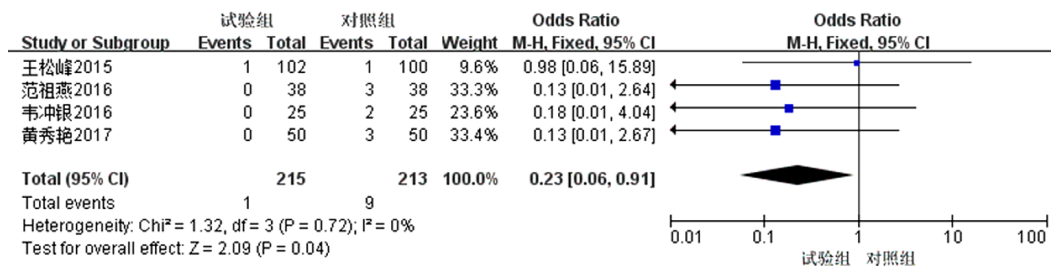 试验组 对照组 Odds Ratio Odds Ratio
Study or Subgroup Events Total Events Total Weight M-H, Fixed, 95% CI M-H, Fixed, 95% CI
王松峰2015 1 102 1 100 9.6% 0.98 [0.06, 15.89]
范祖燕2016 0 38 3 38 33.3% 0.13 [0.01, 2.64]
韦冲银2016 0 25 2 25 23.6% 0.18 [0.01, 4.04]
黄秀艳2017 0 50 3 50 33.4% 0.13 [0.01, 2.67]
Total (95% CI) 215 213 100.0% 0.23 [0.06, 0.91]
Total events 1 9
Heterogeneity: Chi² = 1.32, df = 3 (P = 0.72); I² = 0%
Test for overall effect: Z = 2.09 (P = 0.04)
0.01 0.1 1 10 100
试验组 对照组